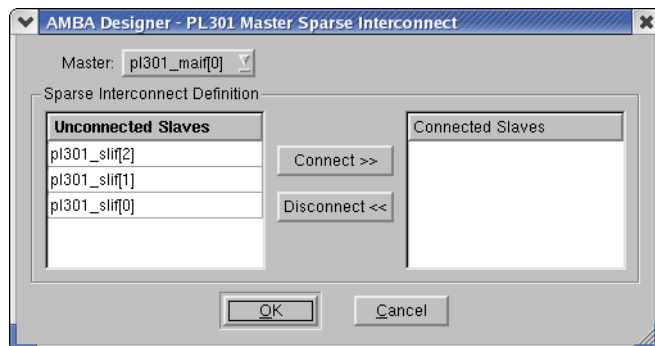 AMBA Designer - PL301 Master Sparse Interconnect
Master: pl301_maif[0]
Sparse Interconnect Definition
Unconnected Slaves
pl301_slif[2]
pl301_slif[1]
pl301_slif[0]
Connect >>
Disconnect <<
Connected Slaves
OK
Cancel